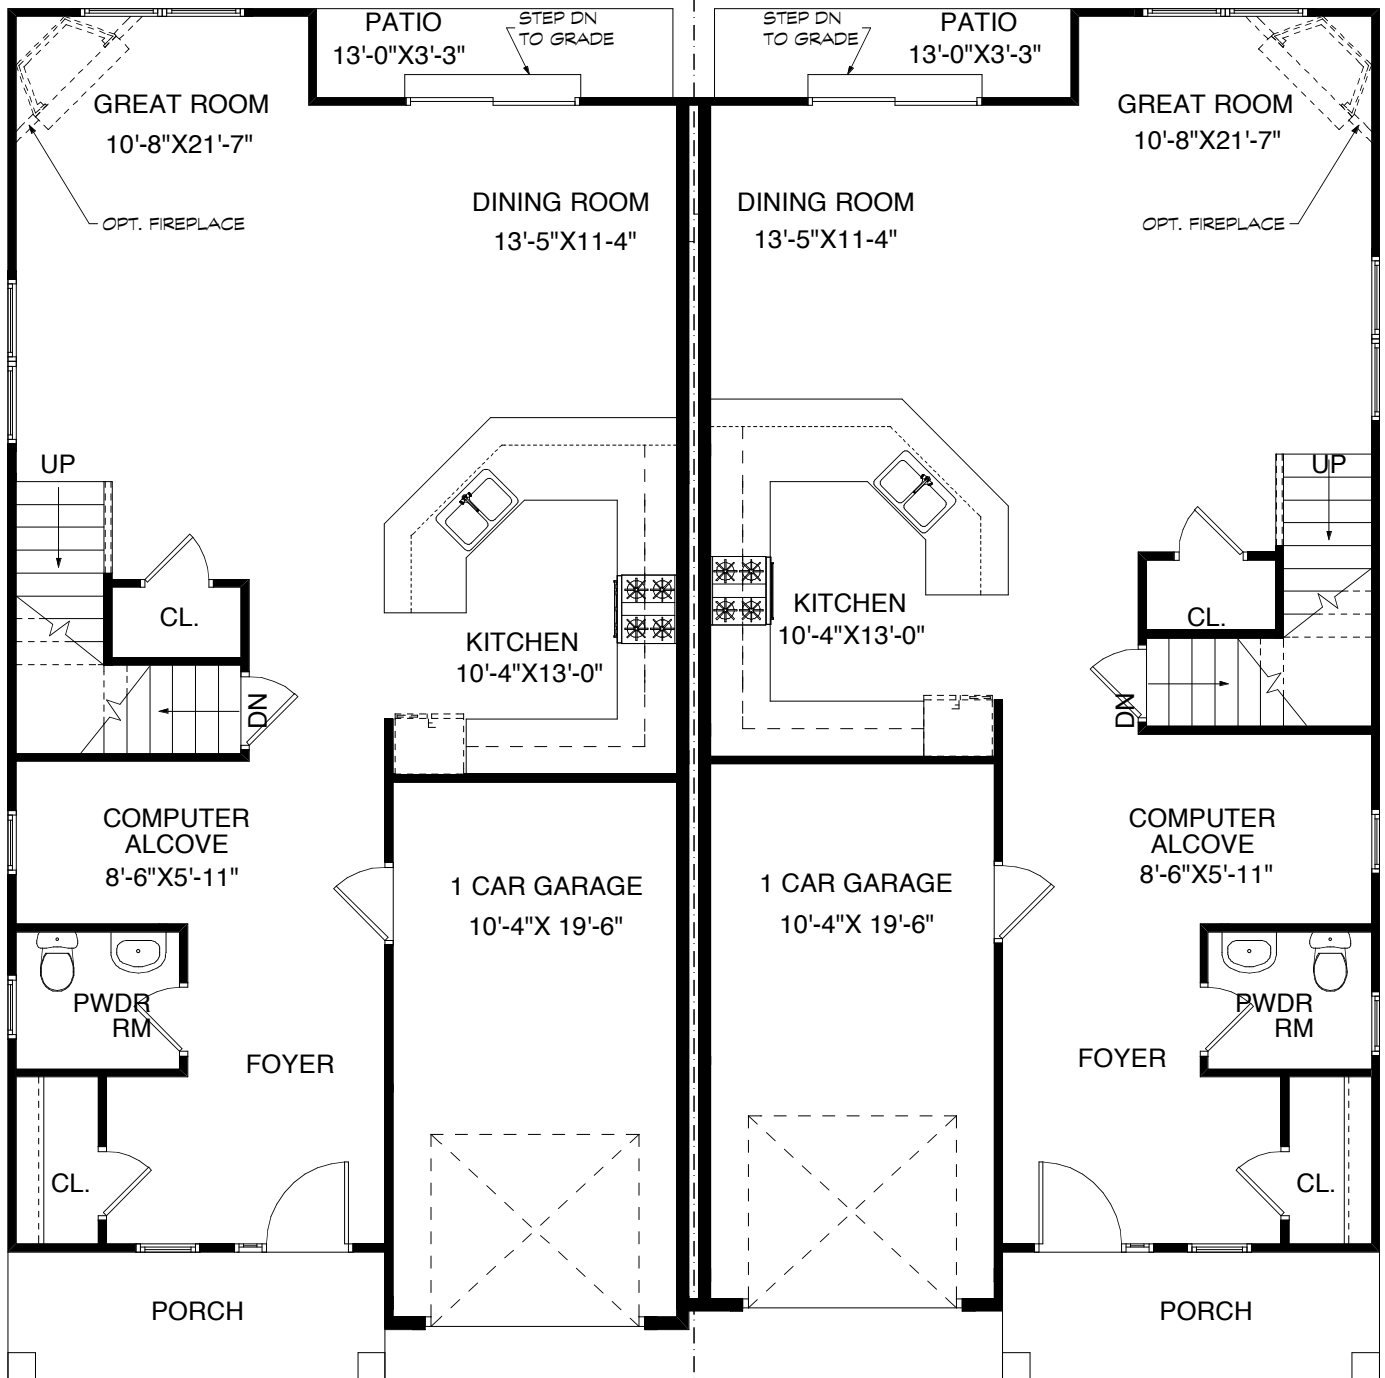 PATIO
13'-0"X3'-3"
STEP DN
TO GRADE
GREAT ROOM
10'-8"X21'-7"
OPT. FIREPLACE
DINING ROOM
13'-5"X11-4"
UP
CL.
DN
KITCHEN
10'-4"X13'-0"
COMPUTER
ALCOVE
8'-6"X5'-11"
1 CAR GARAGE
10'-4"X 19'-6"
PWDR
RM
FOYER
CL.
PORCH
STEP DN
TO GRADE
PATIO
13'-0"X3'-3"
GREAT ROOM
10'-8"X21'-7"
OPT. FIREPLACE
DINING ROOM
13'-5"X11-4"
UP
CL.
DN
KITCHEN
10'-4"X13'-0"
COMPUTER
ALCOVE
8'-6"X5'-11"
1 CAR GARAGE
10'-4"X 19'-6"
PWDR
RM
FOYER
CL.
PORCH